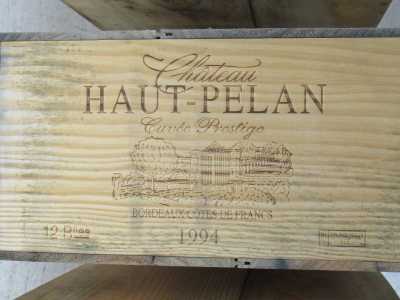 Château
HAUT-PELAN
Cuvée Prestige
BORDEAUX CÔTES DE FRANCS
12 Blles 1994